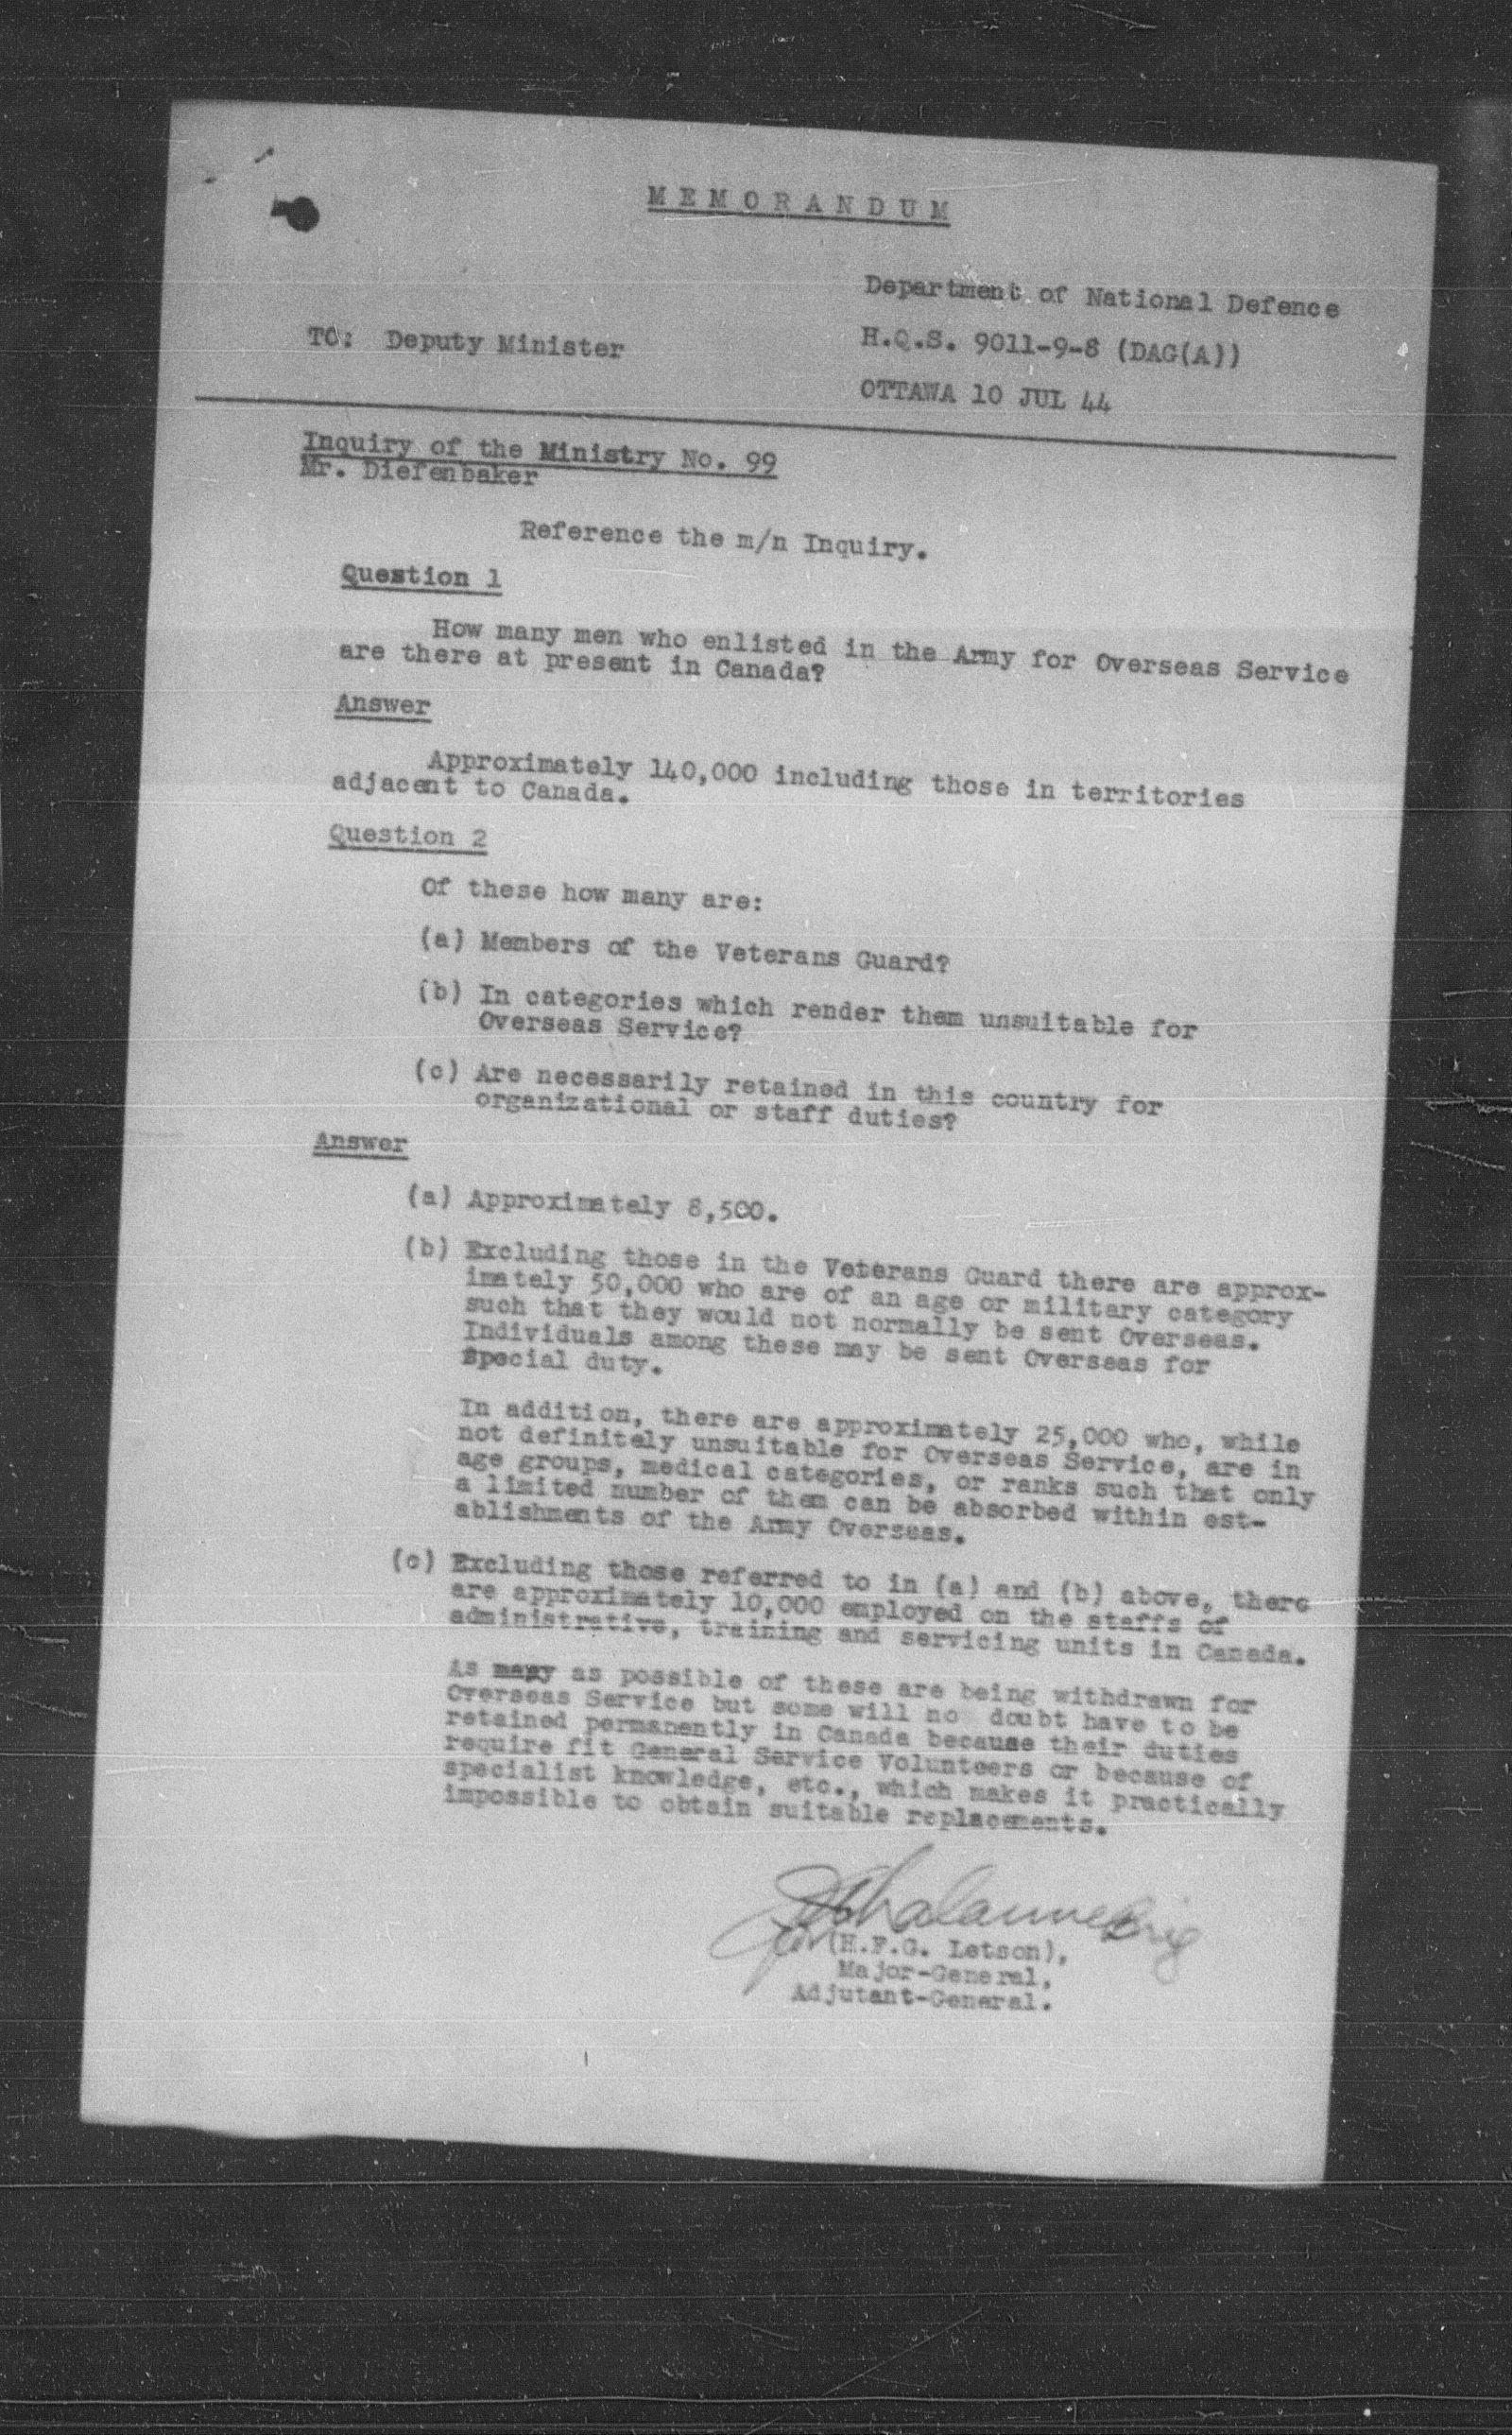 MEMORANDUM
Department of National Defence
TO: Deputy Minister
H.Q.S. 9011-9-8 (DAG(A))
OTTAWA 10 JUL 44
Inquiry of the Ministry No. 99
Mr. Diefenbaker
Reference the m/n Inquiry.
Question 1
How many men who enlisted in the Army for Overseas Service
are there at present in Canada?
Answer
Approximately 140,000 including those in territories
adjacent to Canada.
Question 2
Of these how many are:
(a) Members of the Veterans Guard?
(b) In categories which render them unsuitable for
Overseas Service?
(c) Are necessarily retained in this country for
organizational or staff duties?
Answer
(a) Approximately 8,500.
(b) Excluding those in the Veterans Guard there are approx-
imately 50,000 who are of an age or military category
such that they would not normally be sent Overseas.
Individuals among these may be sent Overseas for
Special duty.
In addition, there are approximately 25,000 who, while
not definitely unsuitable for Overseas Service, are in
age groups, medical categories, or ranks such that only
a limited number of them can be absorbed within est-
ablishments of the Army Overseas.
(c) Excluding those referred to in (a) and (b) above, there
are approximately 10,000 employed on the staffs of
administrative, training and servicing units in Canada.
As many as possible of these are being withdrawn for
Overseas Service but some will no doubt have to be
retained permanently in Canada because their duties
require fit General Service Volunteers or because of
specialist knowledge, etc., which makes it practically
impossible to obtain suitable replacements.
Brig
for (H.F.G. Letson),
Major-General,
Adjutant-General.